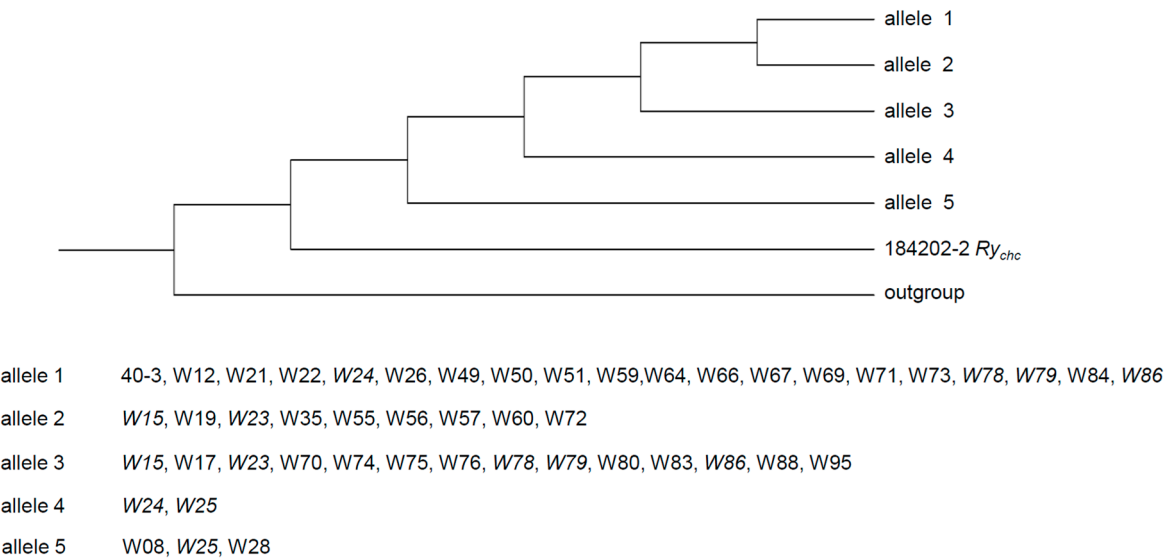 allele 1
allele 2
allele 3
allele 4
allele 5
184202-2 Rychc
outgroup
allele 1 40-3, W12, W21, W22, W24, W26, W49, W50, W51, W59,W64, W66, W67, W69, W71, W73, W78, W79, W84, W86
allele 2 W15, W19, W23, W35, W55, W56, W57, W60, W72
allele 3 W15, W17, W23, W70, W74, W75, W76, W78, W79, W80, W83, W86, W88, W95
allele 4 W24, W25
allele 5 W08, W25, W28